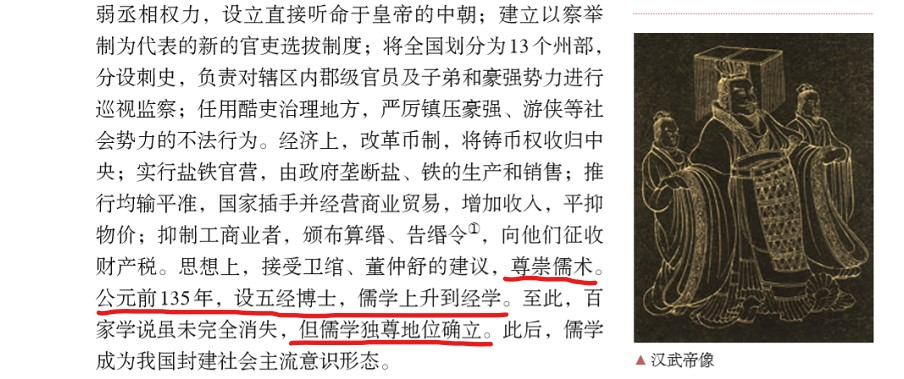 弱丞相权力，设立直接听命于皇帝的中朝；建立以察举
制为代表的新的官吏选拔制度；将全国划分为13个州部，
分设刺史，负责对辖区内郡级官员及子弟和豪强势力进行
巡视监察；任用酷吏治理地方，严厉镇压豪强、游侠等社
会势力的不法行为。经济上，改革币制，将铸币权收归中
央；实行盐铁官营，由政府垄断盐、铁的生产和销售；推
行均输平准，国家插手并经营商业贸易，增加收入，平抑
物价；抑制工商业者，颁布算缗、告缗令①，向他们征收
财产税。思想上，接受卫绾、董仲舒的建议，尊崇儒术。
公元前135年，设五经博士，儒学上升到经学。至此，百
家学说虽未完全消失，但儒学独尊地位确立。此后，儒学
成为我国封建社会主流意识形态。
▲ 汉武帝像